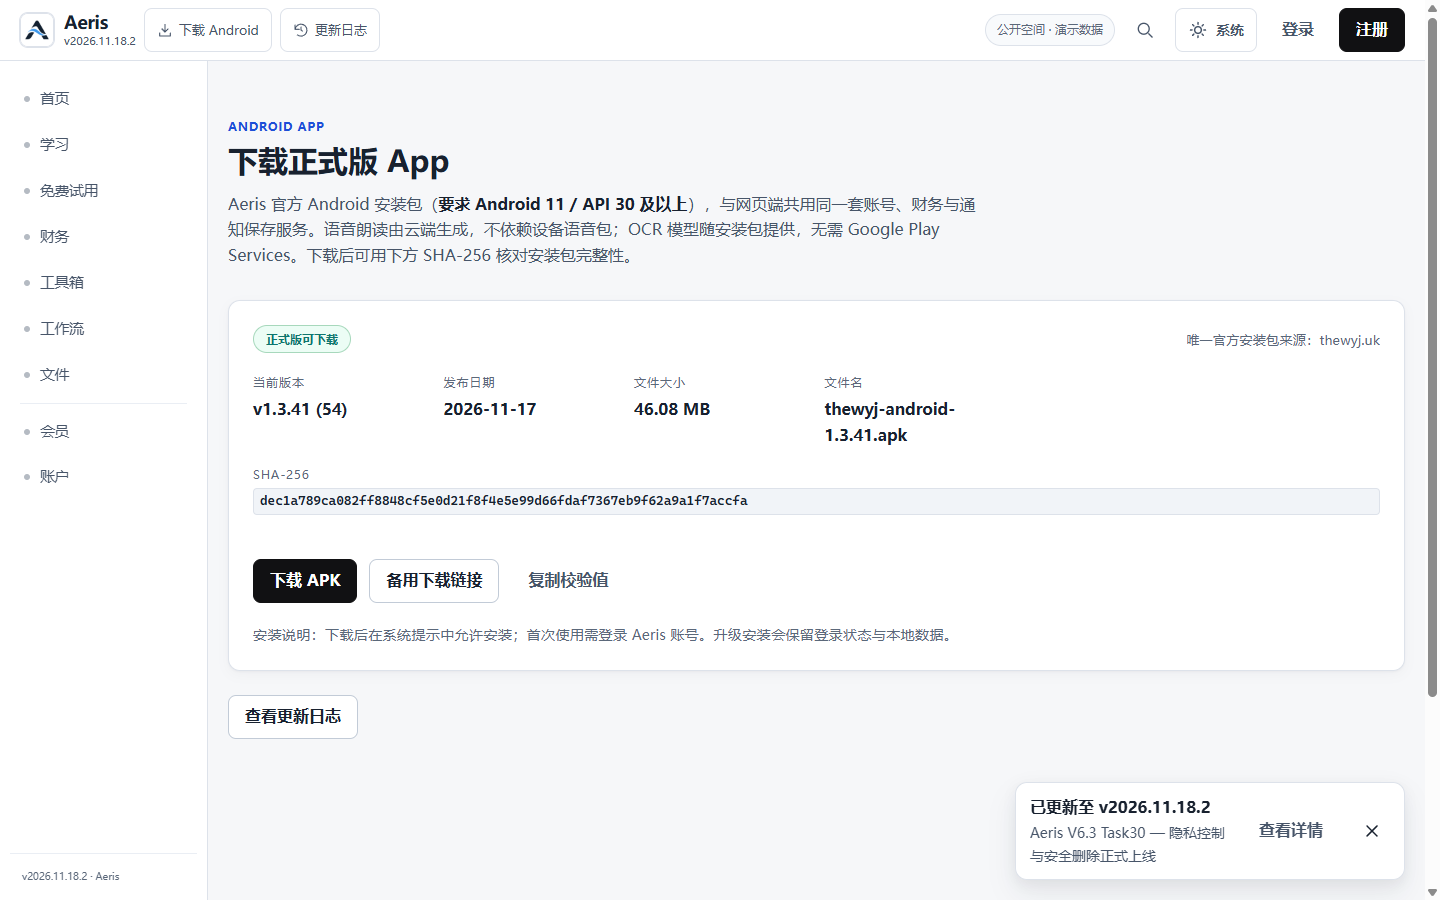 Aeris
v2026.11.18.2
下载 Android
更新日志
公开空间 · 演示数据
系统
登录
注册
首页
学习
免费试用
财务
工具箱
工作流
文件
会员
账户
v2026.11.18.2 · Aeris
ANDROID APP
下载正式版 App
Aeris 官方 Android 安装包（要求 Android 11 / API 30 及以上），与网页端共用同一套账号、财务与通
知保存服务。语音朗读由云端生成，不依赖设备语音包；OCR 模型随安装包提供，无需 Google Play
Services。下载后可用下方 SHA-256 核对安装包完整性。
正式版可下载
唯一官方安装包来源：thewyj.uk
当前版本
v1.3.41 (54)
发布日期
2026-11-17
文件大小
46.08 MB
文件名
thewyj-android-
1.3.41.apk
SHA-256
dec1a789ca082ff8848cf5e0d21f8f4e5e99d66fdaf7367eb9f62a9a1f7accfa
下载 APK
备用下载链接
复制校验值
安装说明：下载后在系统提示中允许安装；首次使用需登录 Aeris 账号。升级安装会保留登录状态与本地数据。
查看更新日志
已更新至 v2026.11.18.2
Aeris V6.3 Task30 — 隐私控制
与安全删除正式上线
查看详情